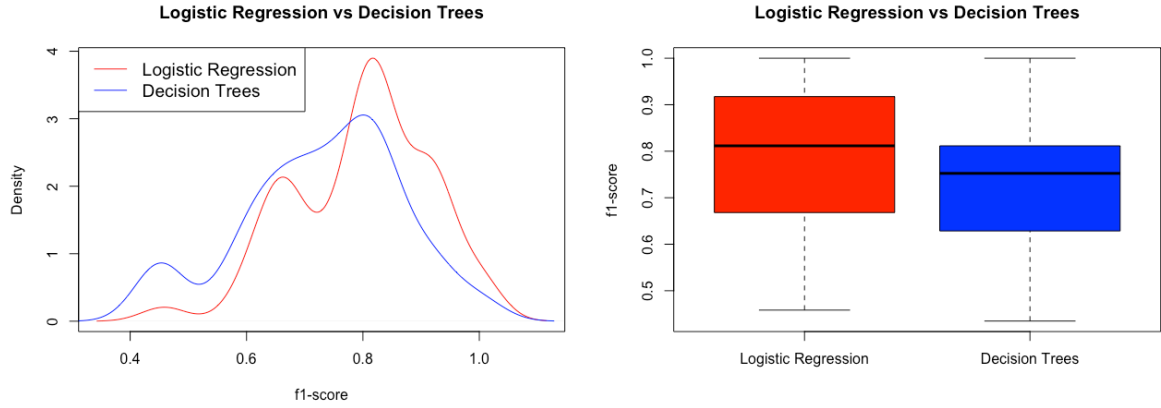 Logistic Regression vs Decision Trees
Logistic Regression
Decision Trees
Density
0
1
2
3
4
0.4 0.6 0.8 1.0
f1-score
Logistic Regression vs Decision Trees
f1-score
0.5
0.6
0.7
0.8
0.9
1.0
Logistic Regression Decision Trees